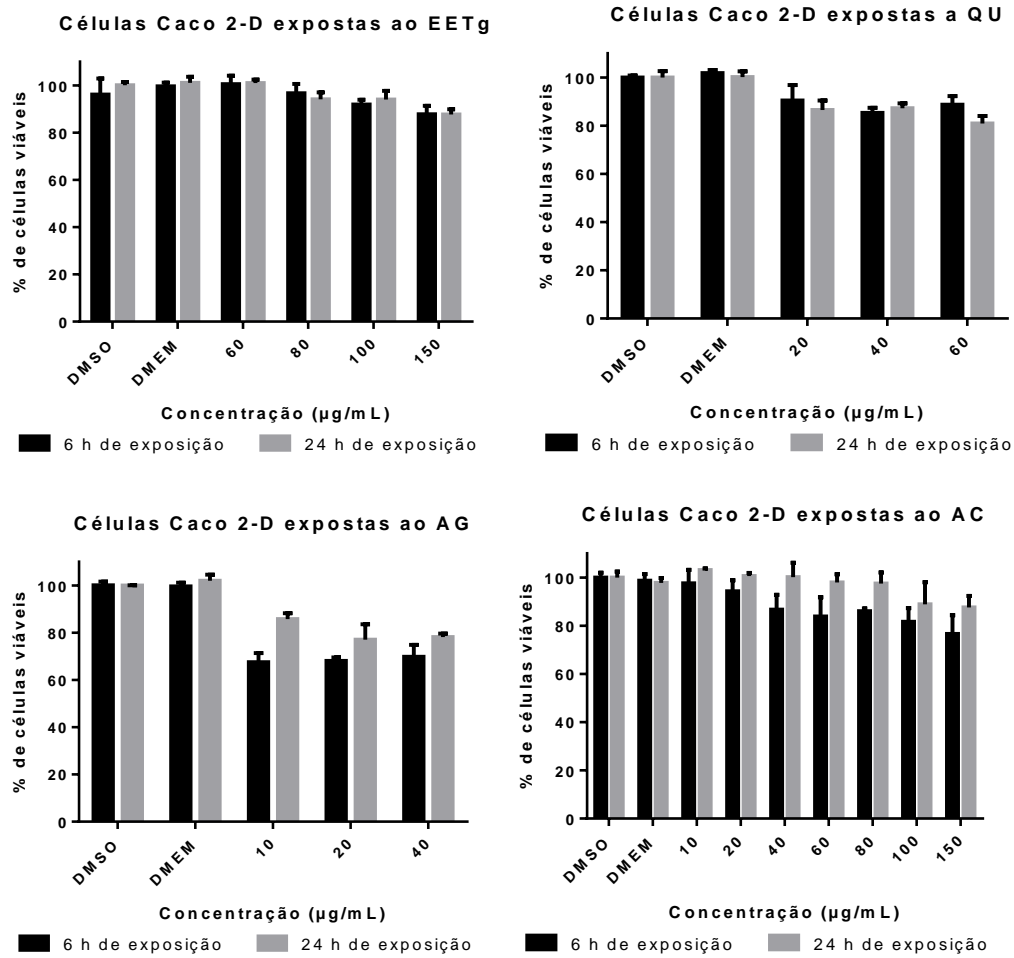 Células Caco 2-D expostas ao EETg
% de células viáveis
100
80
60
40
20
0
DMSO DMEM 60 80 100 150
Concentração (µg/mL)
6 h de exposição 24 h de exposição
Células Caco 2-D expostas a QU
% de células viáveis
100
80
60
40
20
0
DMSO DMEM 20 40 60
Concentração (µg/mL)
6 h de exposição 24 h de exposição
Células Caco 2-D expostas ao AG
% de células viáveis
100
80
60
40
20
0
DMSO DMEM 10 20 40
Concentração (µg/mL)
6 h de exposição 24 h de exposição
Células Caco 2-D expostas ao AC
% de células viáveis
100
80
60
40
20
0
DMSO DMEM 10 20 40 60 80 100 150
Concentração (µg/mL)
6 h de exposição 24 h de exposição